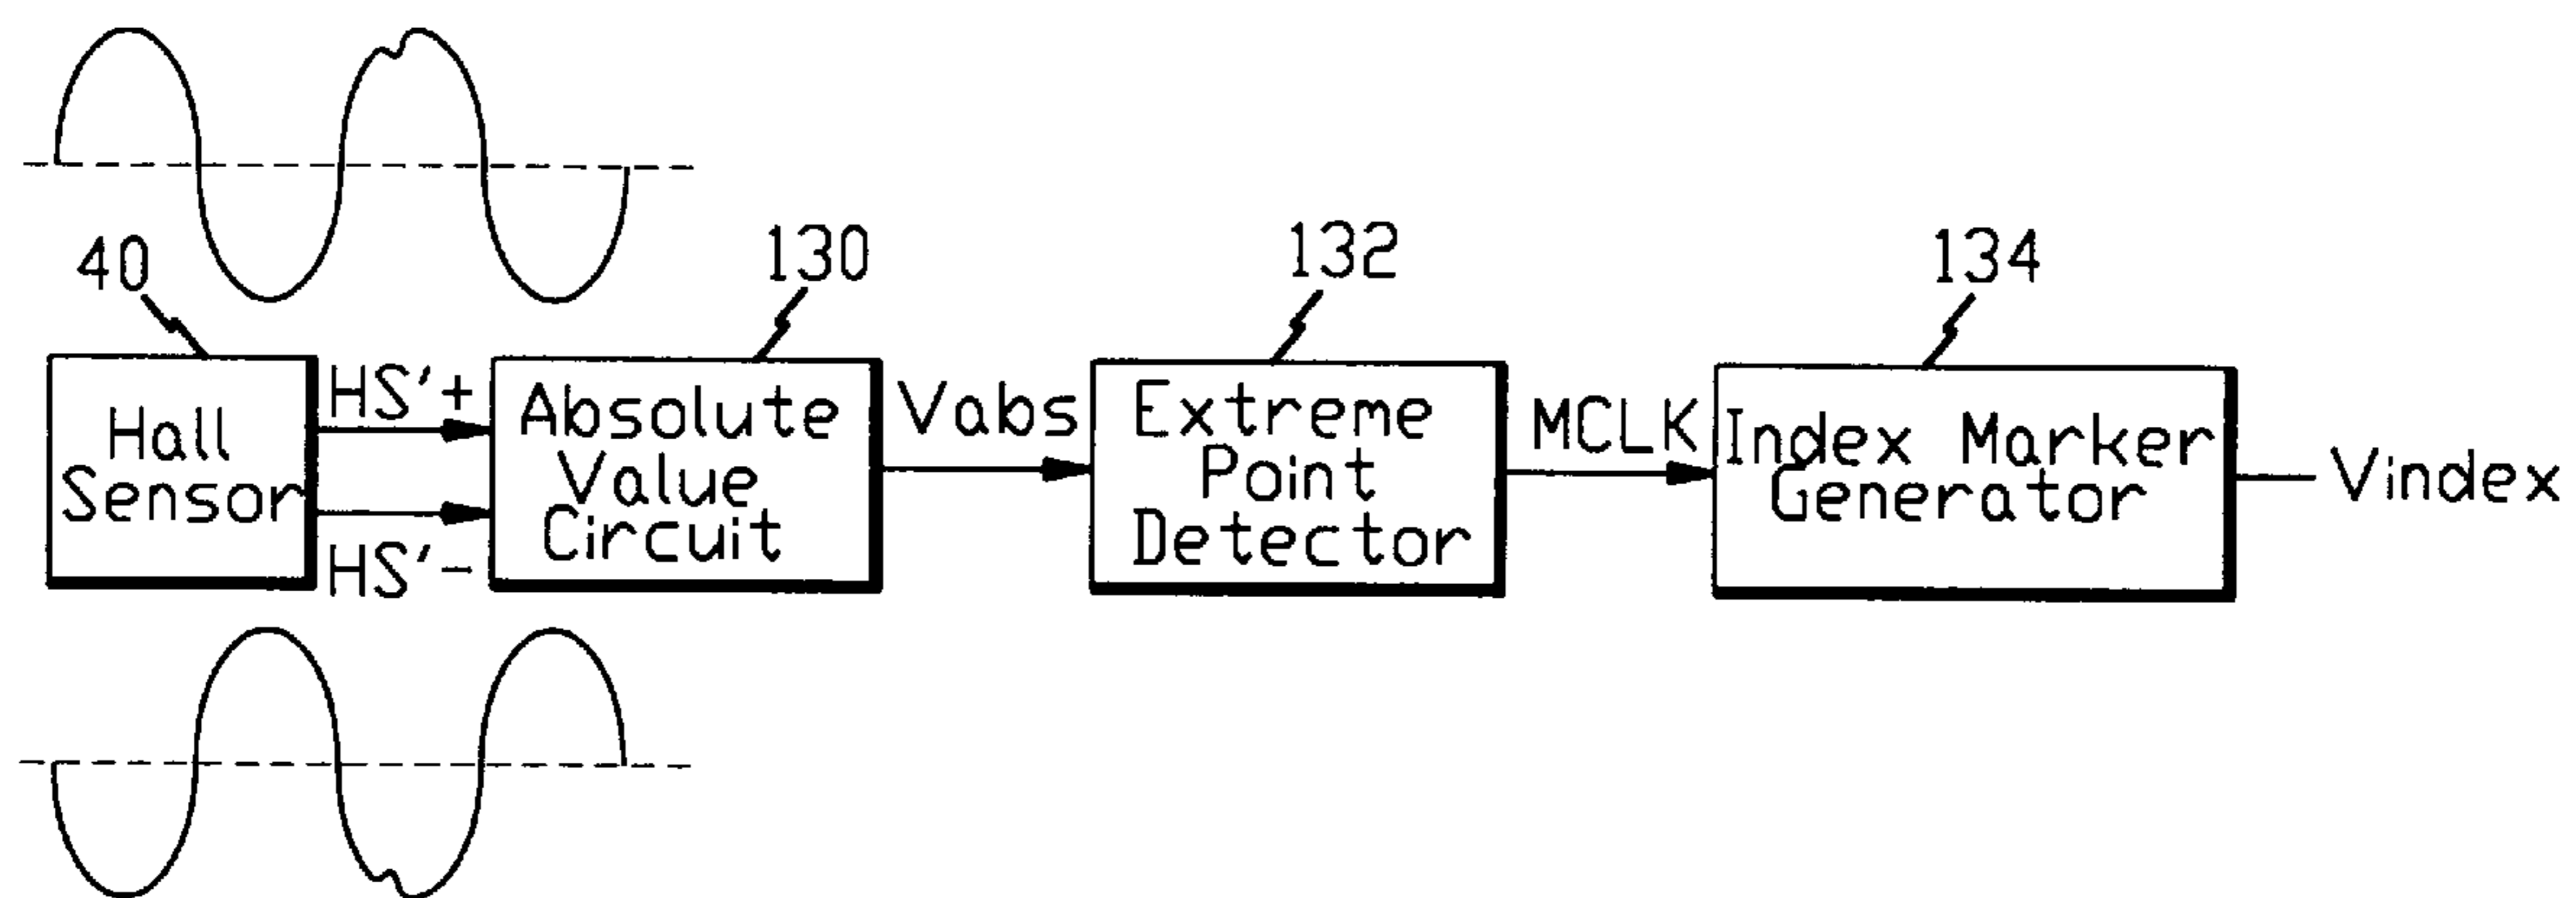 40
130
132
134
Hall
Sensor
HS'+
HS'-
Absolute
Value
Circuit
Vabs
Extreme
Point
Detector
MCLK
Index Marker
Generator
Vindex